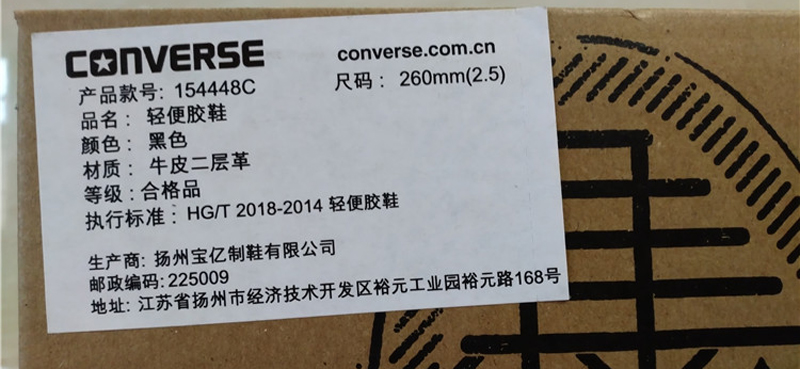 CONVERSE
converse.com.cn
产品款号: 154448C
尺码： 260mm(2.5)
品名： 轻便胶鞋
颜色： 黑色
材质： 牛皮二层革
等级：合格品
执行标准：HG/T 2018-2014 轻便胶鞋
生产商: 扬州宝亿制鞋有限公司
邮政编码:225009
地址: 江苏省扬州市经济技术开发区裕元工业园裕元路168号